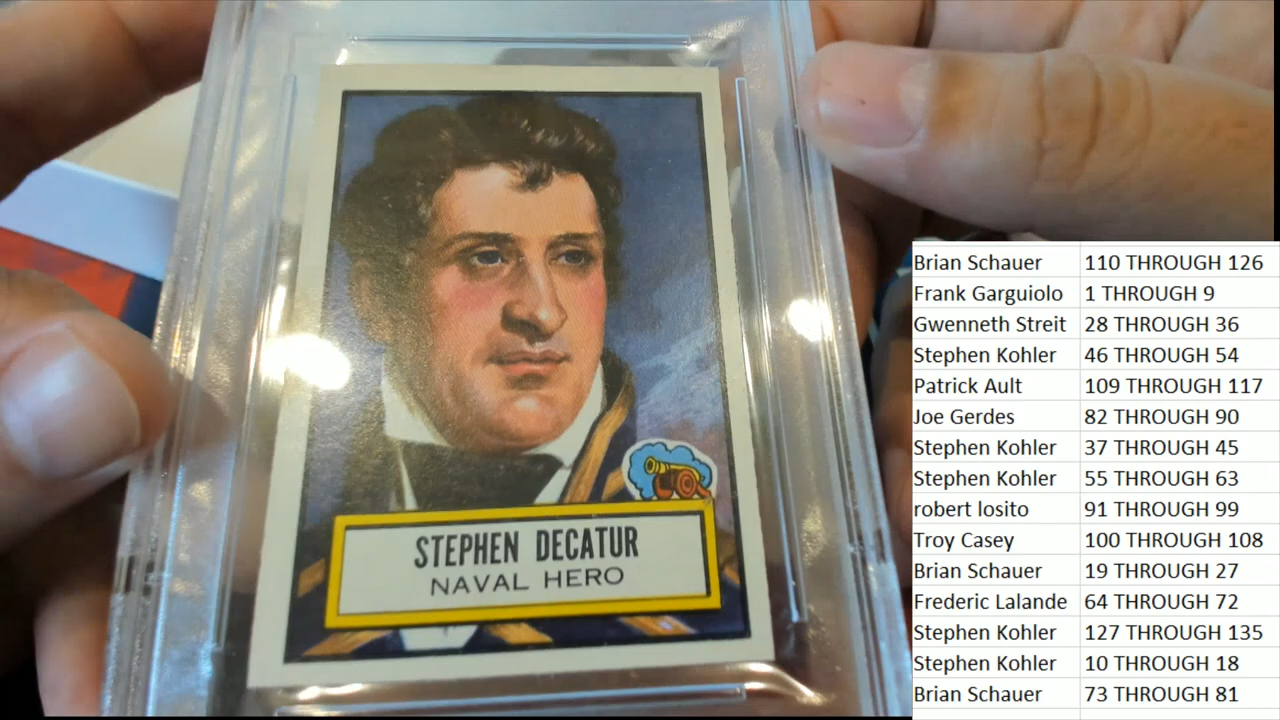 STEPHEN DECATUR
NAVAL HERO
Brian Schauer 110 THROUGH 126
Frank Garguiolo 1 THROUGH 9
Gwenneth Streit 28 THROUGH 36
Stephen Kohler 46 THROUGH 54
Patrick Ault 109 THROUGH 117
Joe Gerdes 82 THROUGH 90
Stephen Kohler 37 THROUGH 45
Stephen Kohler 55 THROUGH 63
robert losito 91 THROUGH 99
Troy Casey 100 THROUGH 108
Brian Schauer 19 THROUGH 27
Frederic Lalande 64 THROUGH 72
Stephen Kohler 127 THROUGH 135
Stephen Kohler 10 THROUGH 18
Brian Schauer 73 THROUGH 81